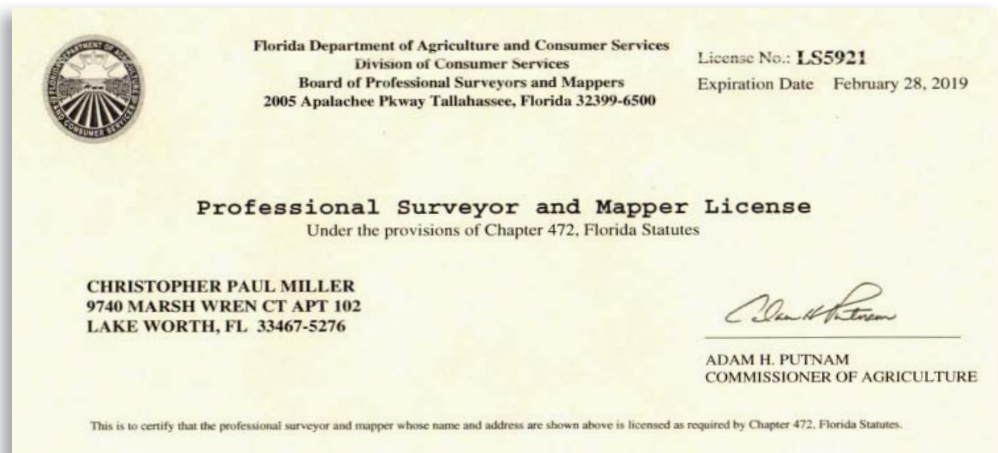 Florida Department of Agriculture and Consumer Services
Division of Consumer Services
Board of Professional Surveyors and Mappers
2005 Apalachee Pkway Tallahassee, Florida 32399-6500
License No.: LS5921
Expiration Date February 28, 2019
Professional Surveyor and Mapper License
Under the provisions of Chapter 472, Florida Statutes
CHRISTOPHER PAUL MILLER
9740 MARSH WREN CT APT 102
LAKE WORTH, FL 33467-5276
Adam H Putnam
ADAM H. PUTNAM
COMMISSIONER OF AGRICULTURE
This is to certify that the professional surveyor and mapper whose name and address are shown above is licensed as required by Chapter 472, Florida Statutes.